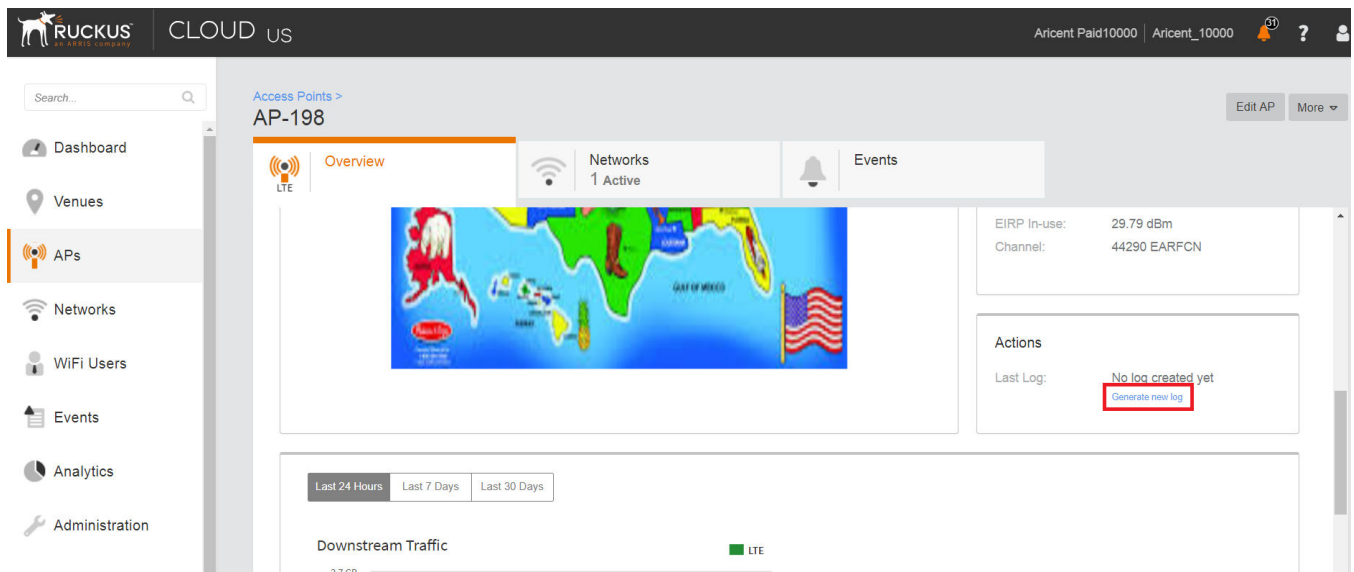 RUCKUS
an ARRIS company
CLOUD US
Aricent Paid10000 | Aricent_10000
31
?
Search...
Dashboard
Venues
APs
Networks
WiFi Users
Events
Analytics
Administration
Access Points >
AP-198
Edit AP
More
LTE
Overview
Networks
1 Active
Events
GULF OF MEXICO
EIRP In-use: 29.79 dBm
Channel: 44290 EARFCN
Actions
Last Log: No log created yet
Generate new log
Last 24 Hours
Last 7 Days
Last 30 Days
Downstream Traffic
LTE